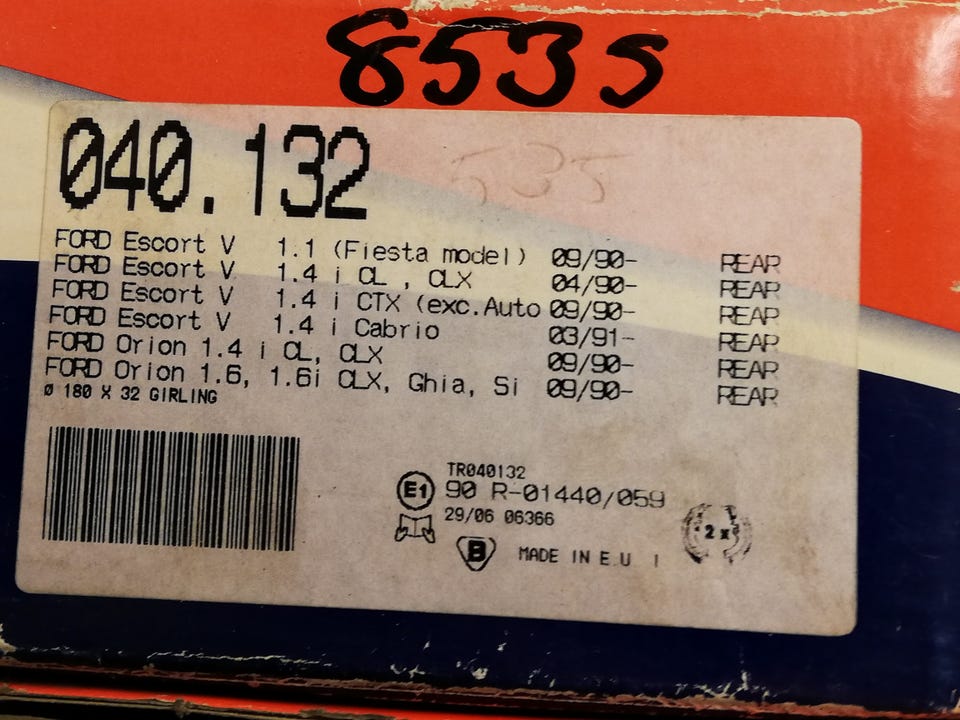 8535
040.132
535
FORD Escort V 1.1 (Fiesta model) 09/90- REAR
FORD Escort V 1.4 i CL , CLX 04/90- REAR
FORD Escort V 1.4 i CTX (exc.Auto 09/90- REAR
FORD Escort V 1.4 i Cabrio 03/91- REAR
FORD Orion 1.4 i CL, CLX 09/90- REAR
FORD Orion 1.6, 1.6i CLX, Ghia, Si 09/90- REAR
Ø 180 X 32 GIRLING
TR040132
E1 90 R-01440/059
29/06 06366
B MADE IN E.U I
2 x